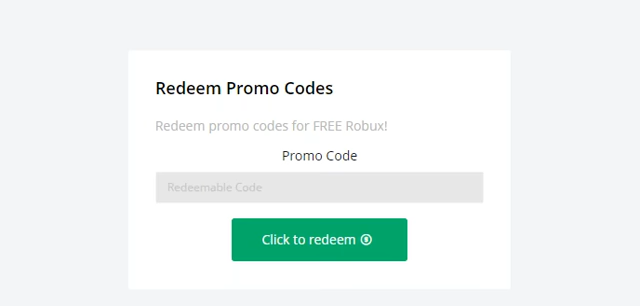 Redeem Promo Codes
Redeem promo codes for FREE Robux!
Promo Code
Redeemable Code
Click to redeem